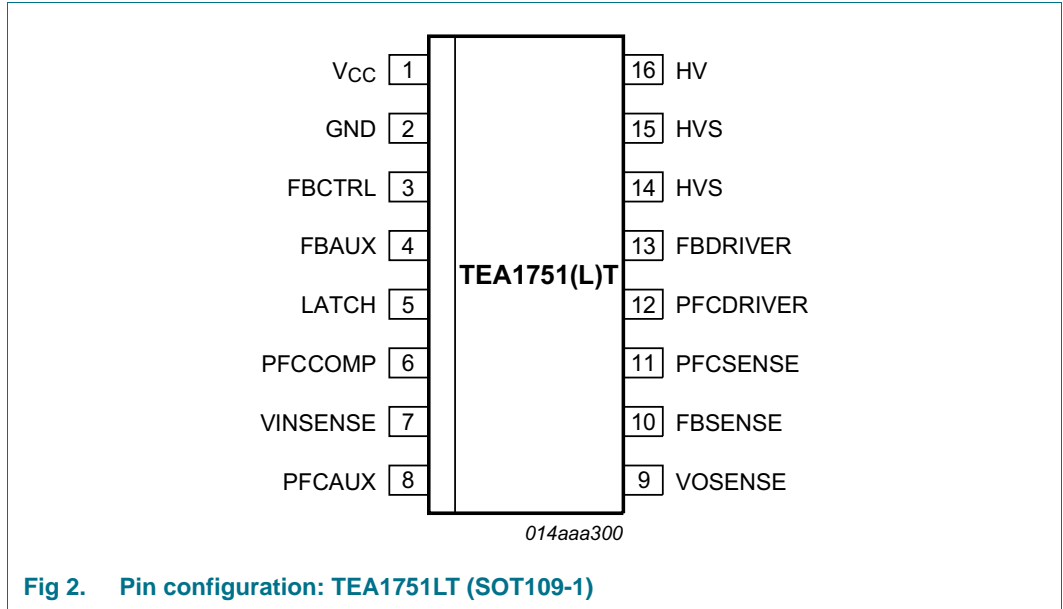 VCC 1 16 HV
GND 2 15 HVS
FBCTRL 3 14 HVS
FBAUX 4 13 FBDRIVER
TEA1751(L)T
LATCH 5 12 PFCDRIVER
PFCCOMP 6 11 PFCSENSE
VINSENSE 7 10 FBSENSE
PFCAUX 8 9 VOSENSE
014aaa300
Fig 2. Pin configuration: TEA1751LT (SOT109-1)